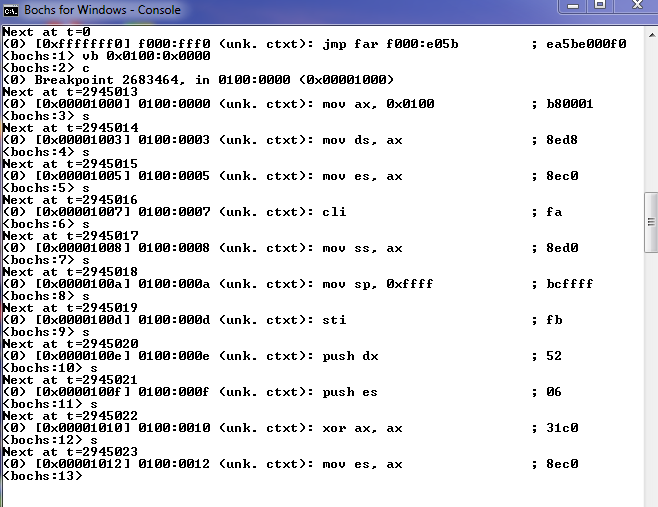 Bochs for Windows - Console
Next at t=0
(0) [0xfffffff0] f000:fff0 (unk. ctxt): jmp far f000:e05b ; ea5be000f0
<bochs:1> vb 0x0100:0x0000
<bochs:2> c
(0) Breakpoint 2683464, in 0100:0000 (0x00001000)
Next at t=2945013
(0) [0x00001000] 0100:0000 (unk. ctxt): mov ax, 0x0100 ; b80001
<bochs:3> s
Next at t=2945014
(0) [0x00001003] 0100:0003 (unk. ctxt): mov ds, ax ; 8ed8
<bochs:4> s
Next at t=2945015
(0) [0x00001005] 0100:0005 (unk. ctxt): mov es, ax ; 8ec0
<bochs:5> s
Next at t=2945016
(0) [0x00001007] 0100:0007 (unk. ctxt): cli ; fa
<bochs:6> s
Next at t=2945017
(0) [0x00001008] 0100:0008 (unk. ctxt): mov ss, ax ; 8ed0
<bochs:7> s
Next at t=2945018
(0) [0x0000100a] 0100:000a (unk. ctxt): mov sp, 0xffff ; bcffff
<bochs:8> s
Next at t=2945019
(0) [0x0000100d] 0100:000d (unk. ctxt): sti ; fb
<bochs:9> s
Next at t=2945020
(0) [0x0000100e] 0100:000e (unk. ctxt): push dx ; 52
<bochs:10> s
Next at t=2945021
(0) [0x0000100f] 0100:000f (unk. ctxt): push es ; 06
<bochs:11> s
Next at t=2945022
(0) [0x00001010] 0100:0010 (unk. ctxt): xor ax, ax ; 31c0
<bochs:12> s
Next at t=2945023
(0) [0x00001012] 0100:0012 (unk. ctxt): mov es, ax ; 8ec0
<bochs:13>